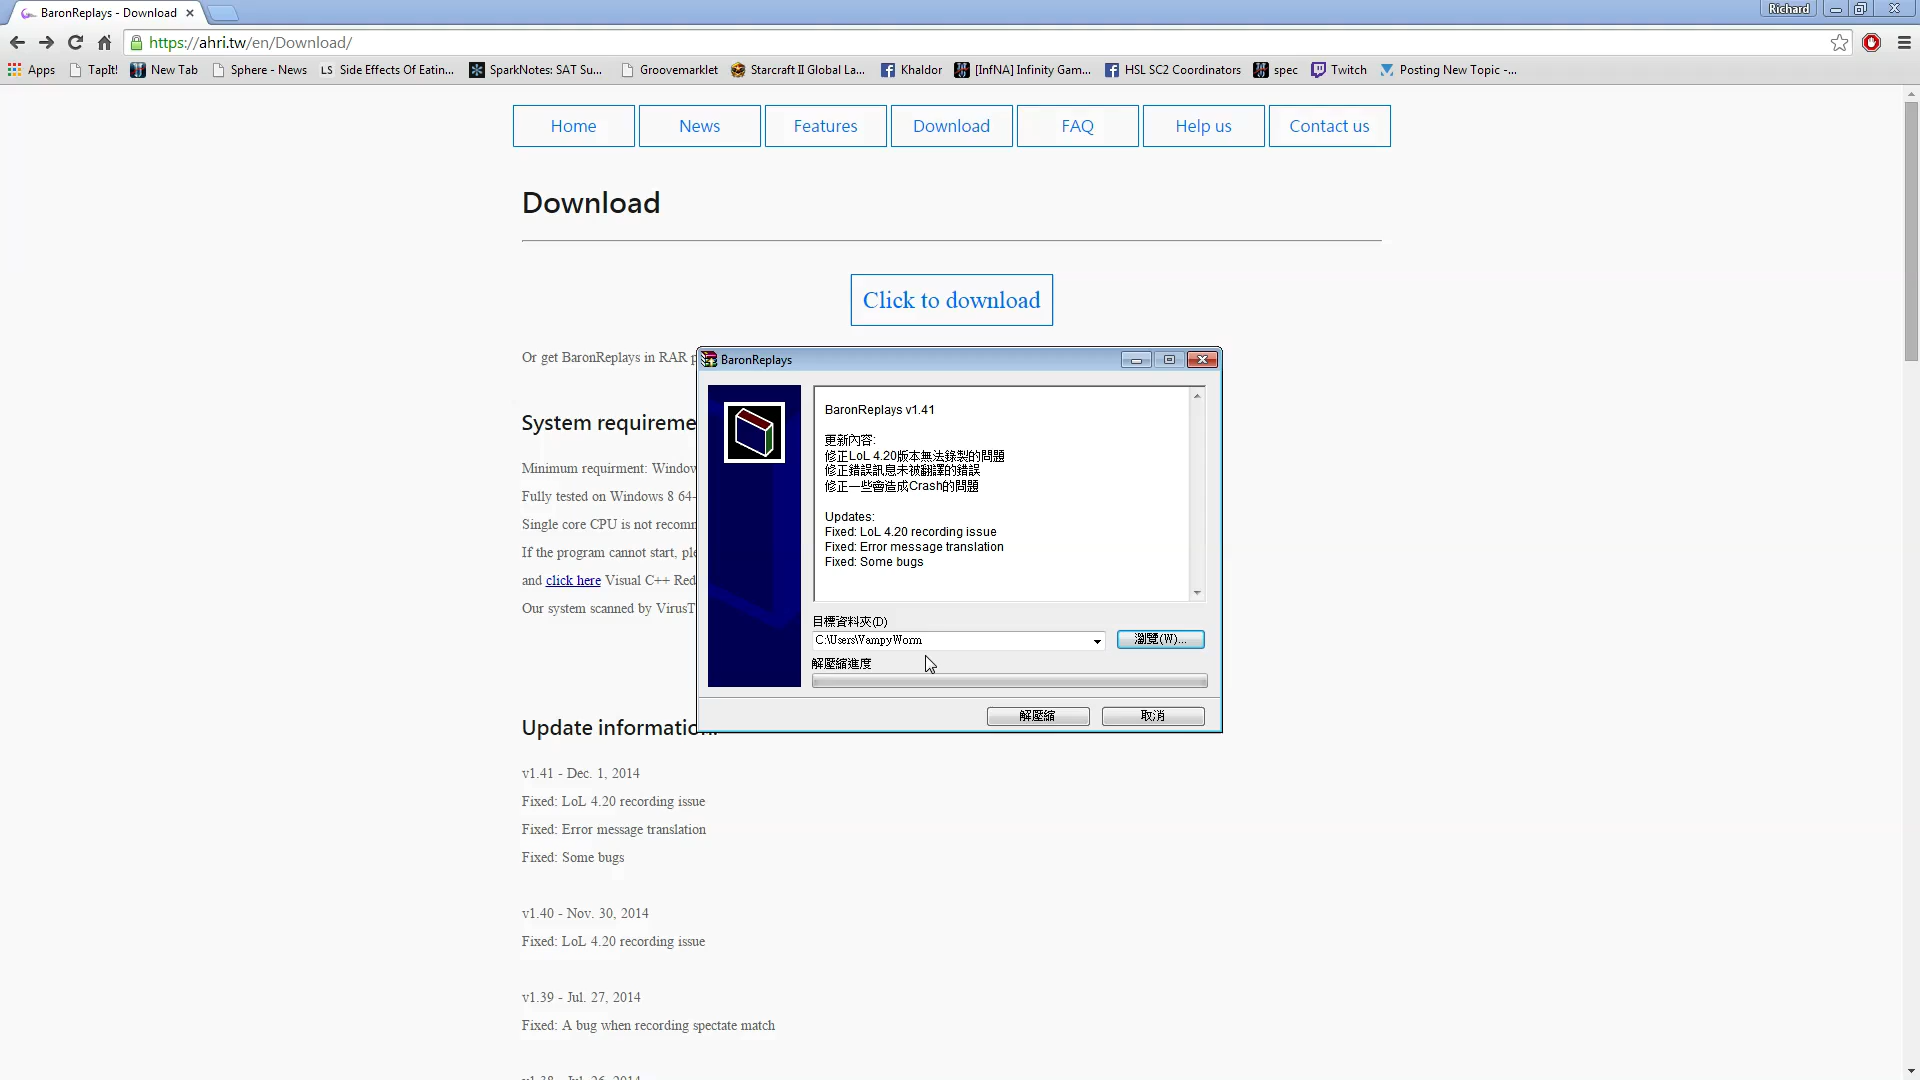 BaronReplays - Download
Richard
https://ahri.tw/en/Download/
Apps
TapIt!
New Tab
Sphere - News
LS Side Effects Of Eatin...
SparkNotes: SAT Su...
Groovemarklet
Starcraft II Global La...
Khaldor
[InfNA] Infinity Gam...
HSL SC2 Coordinators
spec
Twitch
Posting New Topic -...
Home
News
Features
Download
FAQ
Help us
Contact us
Download
Click to download
Or get BaronReplays in RAR p
System requireme
Minimum requirment: Window
Fully tested on Windows 8 64-
Single core CPU is not recomm
If the program cannot start, ple
and click here Visual C++ Red
Our system scanned by VirusT
BaronReplays
BaronReplays v1.41
更新內容:
修正LoL 4.20版本無法錄製的問題
修正錯誤訊息未被翻譯的錯誤
修正一些會造成Crash的問題
Updates:
Fixed: LoL 4.20 recording issue
Fixed: Error message translation
Fixed: Some bugs
目標資料夾(D)
C:\Users\VampyWorm
瀏覽(W)...
解壓縮進度
解壓縮
取消
Update information:
v1.41 - Dec. 1, 2014
Fixed: LoL 4.20 recording issue
Fixed: Error message translation
Fixed: Some bugs
v1.40 - Nov. 30, 2014
Fixed: LoL 4.20 recording issue
v1.39 - Jul. 27, 2014
Fixed: A bug when recording spectate match
v1.38 - Jul. 26, 2014